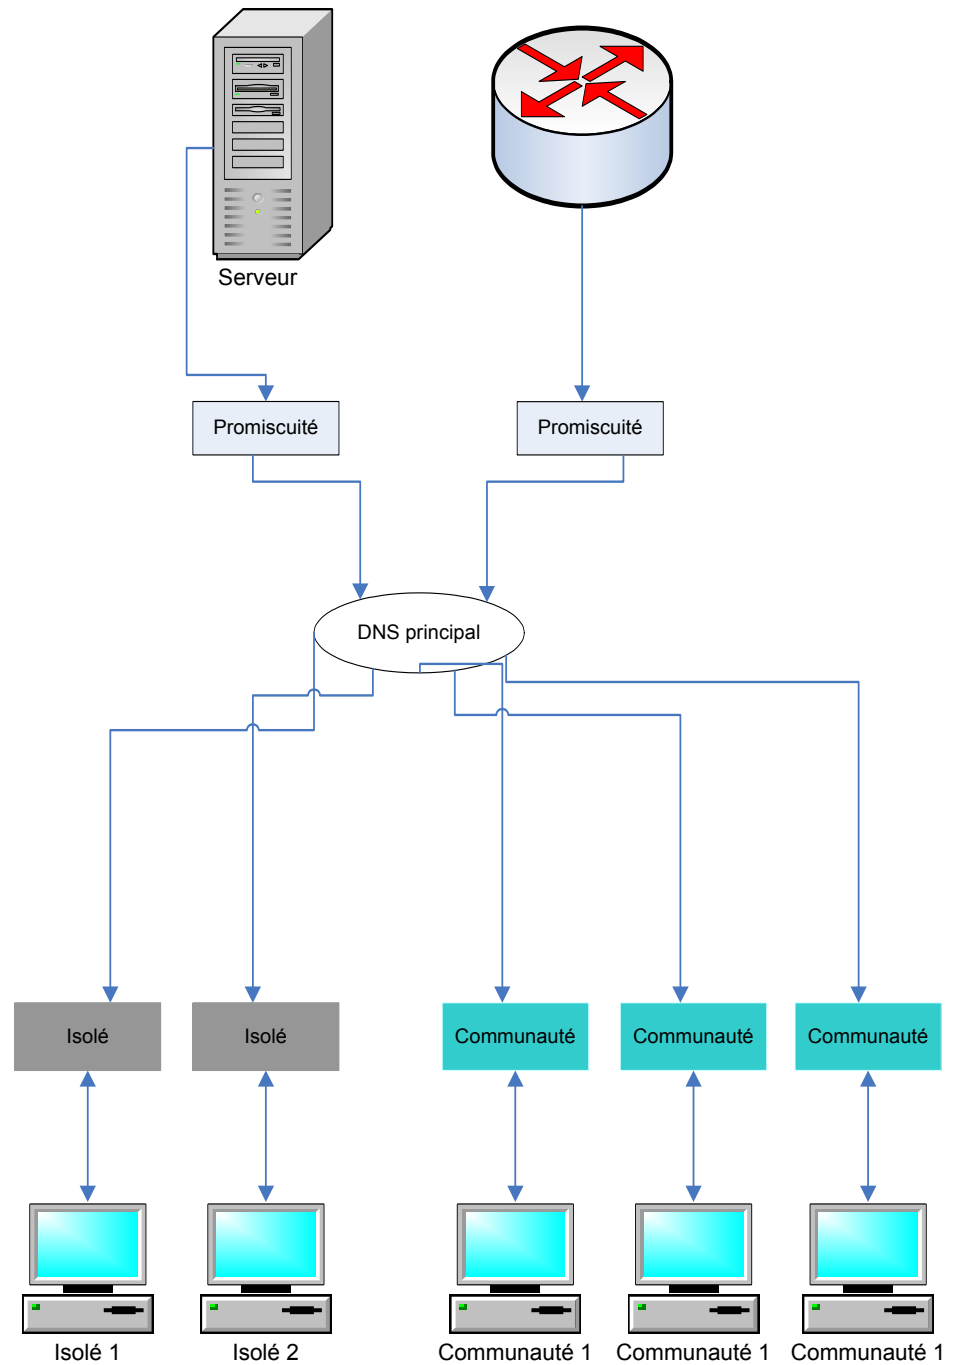 Serveur
Promiscuité
Promiscuité
DNS principal
Isolé
Isolé
Communauté
Communauté
Communauté
Isolé 1
Isolé 2
Communauté 1
Communauté 1
Communauté 1